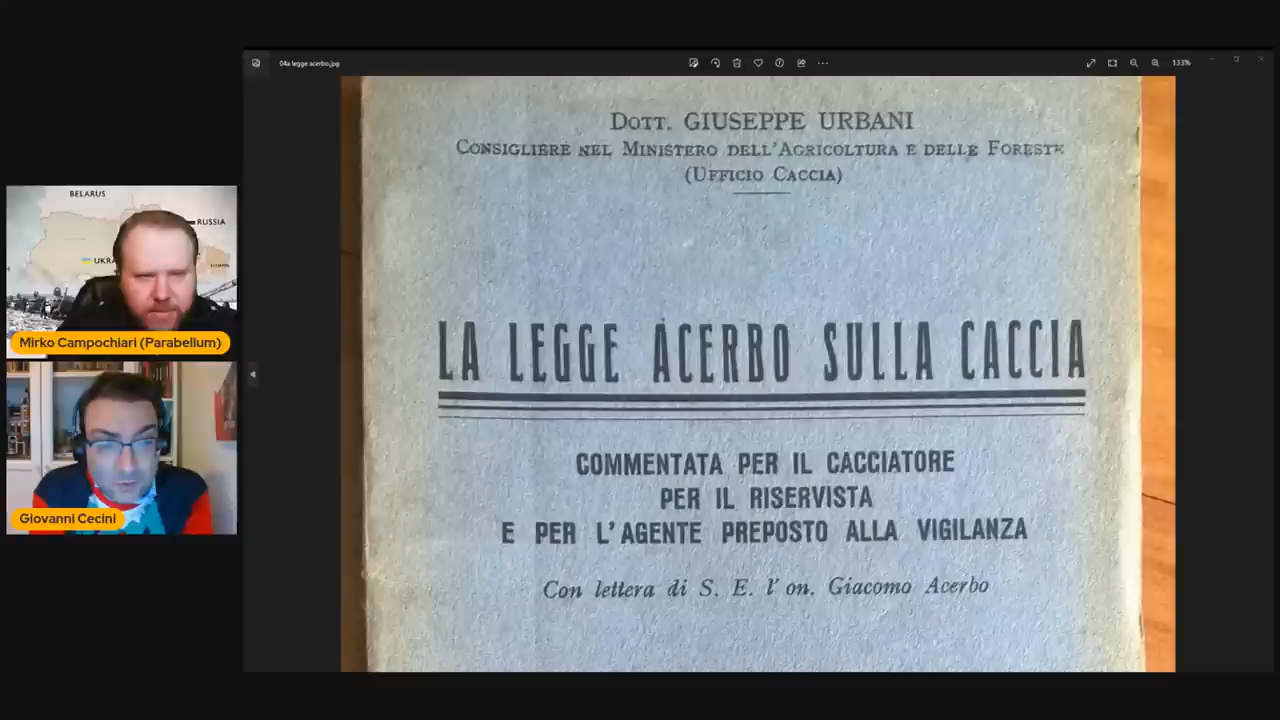 04a legge acerbo.jpg
133%
DOTT. GIUSEPPE URBANI
CONSIGLIERE NEL MINISTERO DELL'AGRICOLTURA E DELLE FORESTE
(UFFICIO CACCIA)
LA LEGGE ACERBO SULLA CACCIA
COMMENTATA PER IL CACCIATORE
PER IL RISERVISTA
E PER L'AGENTE PREPOSTO ALLA VIGILANZA
Con lettera di S. E. l'on. Giacomo Acerbo
BELARUS
RUSSIA
UKRA
Mirko Campochiari (Parabellum)
Giovanni Cecini